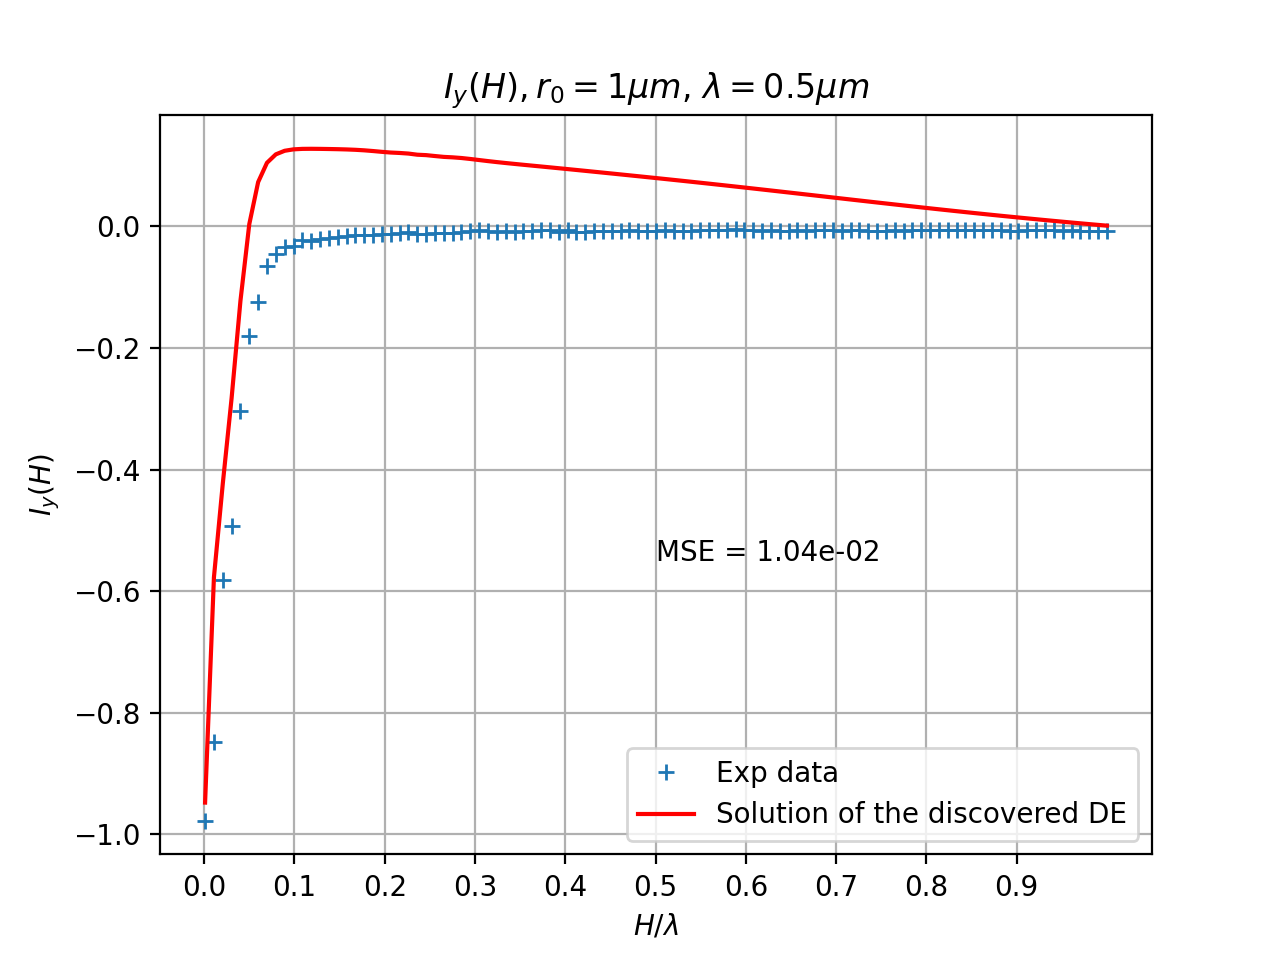 I_y(H), r_0 = 1μm, λ = 0.5μm
I_y(H)
0.0
−0.2
−0.4
−0.6
−0.8
−1.0
MSE = 1.04e-02
Exp data
Solution of the discovered DE
0.0 0.1 0.2 0.3 0.4 0.5 0.6 0.7 0.8 0.9
H/λ